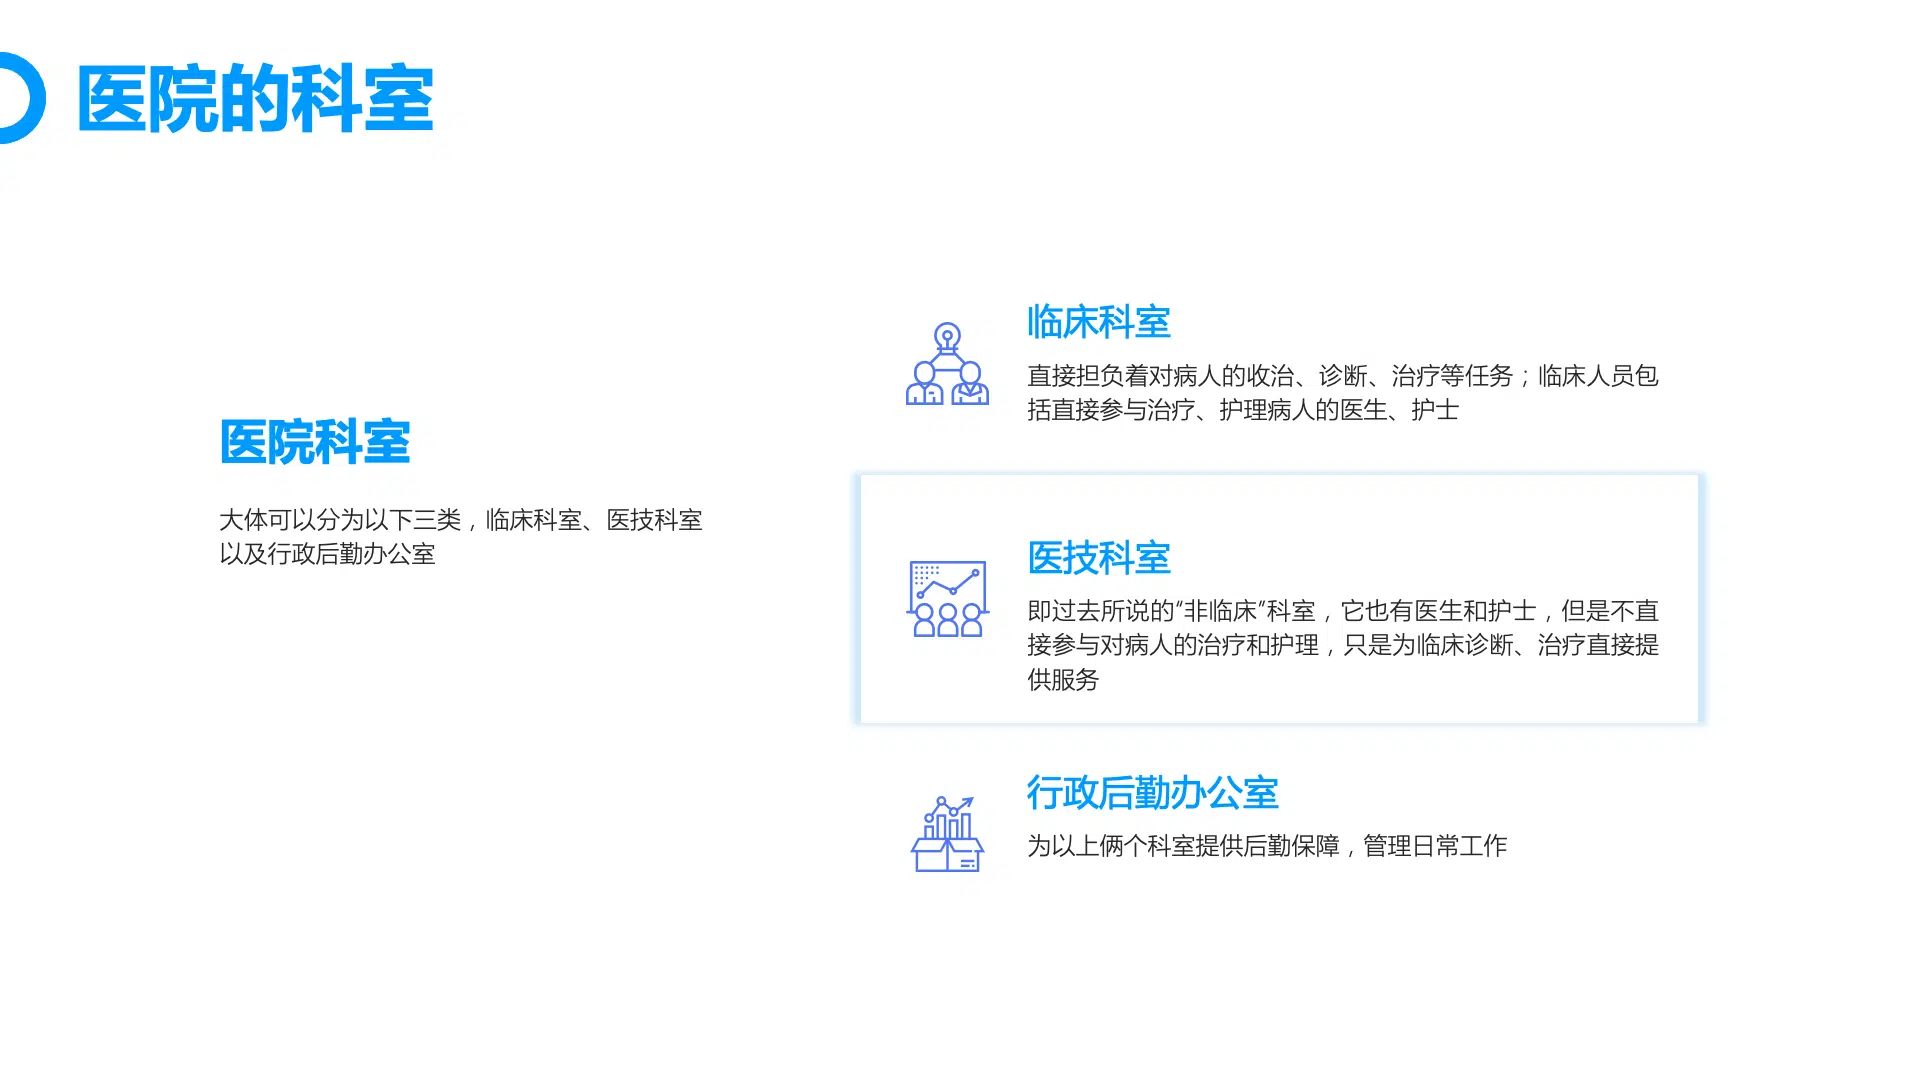 医院的科室
医院科室
大体可以分为以下三类，临床科室、医技科室
以及行政后勤办公室
临床科室
直接担负着对病人的收治、诊断、治疗等任务；临床人员包
括直接参与治疗、护理病人的医生、护士
医技科室
即过去所说的“非临床”科室，它也有医生和护士，但是不直
接参与对病人的治疗和护理，只是为临床诊断、治疗直接提
供服务
行政后勤办公室
为以上俩个科室提供后勤保障，管理日常工作